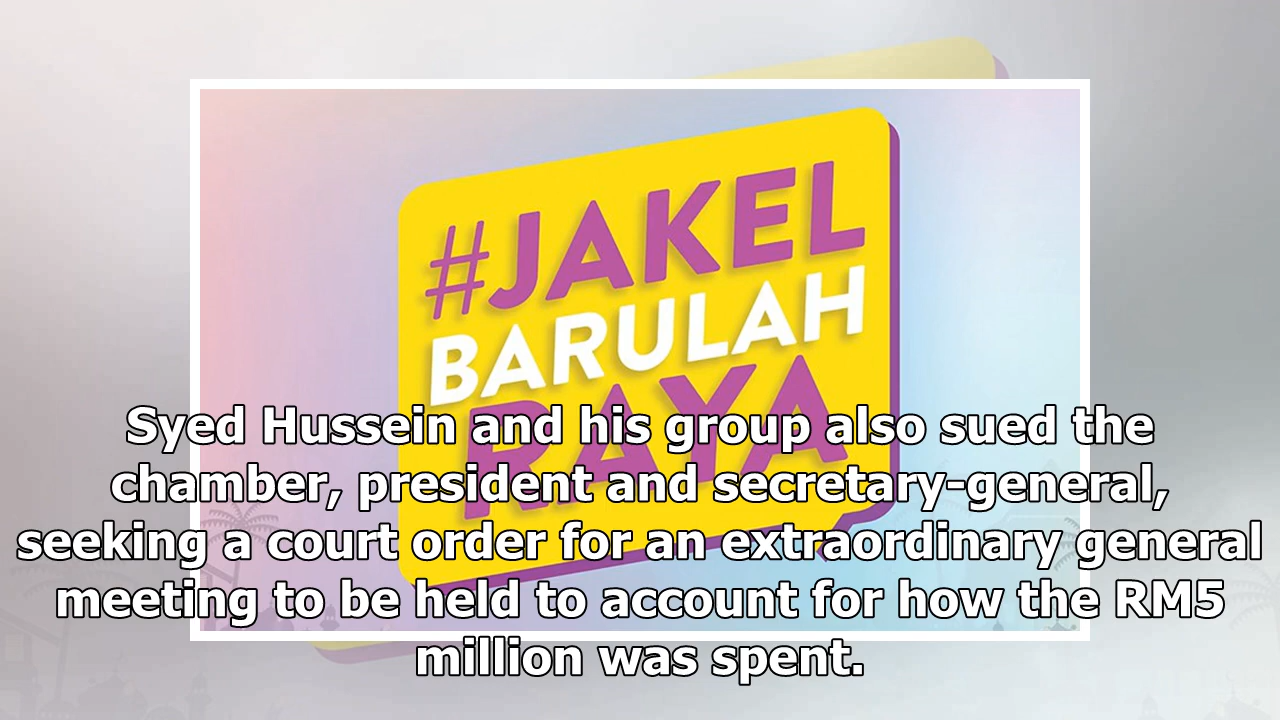 #JAKEL
BARULAH
RAYA
Syed Hussein and his group also sued the
chamber, president and secretary-general,
seeking a court order for an extraordinary general
meeting to be held to account for how the RM5
million was spent.